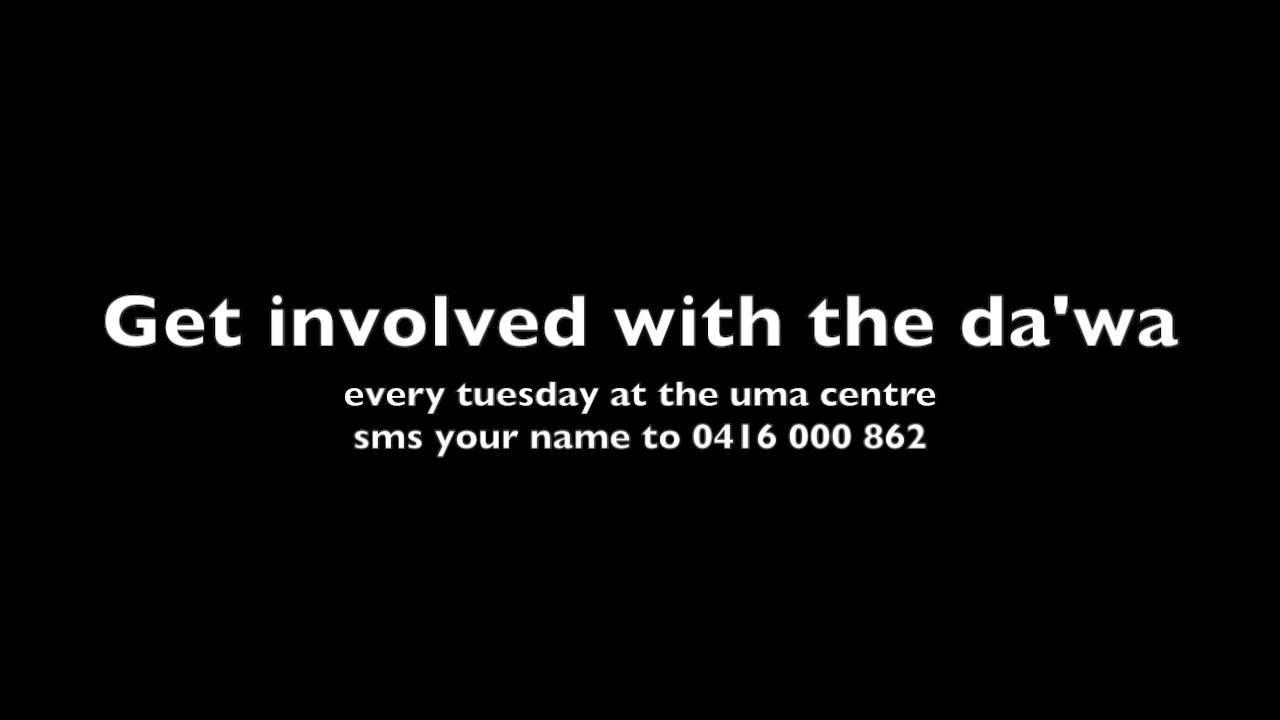 Get involved with the da'wa
every tuesday at the uma centre
sms your name to 0416 000 862